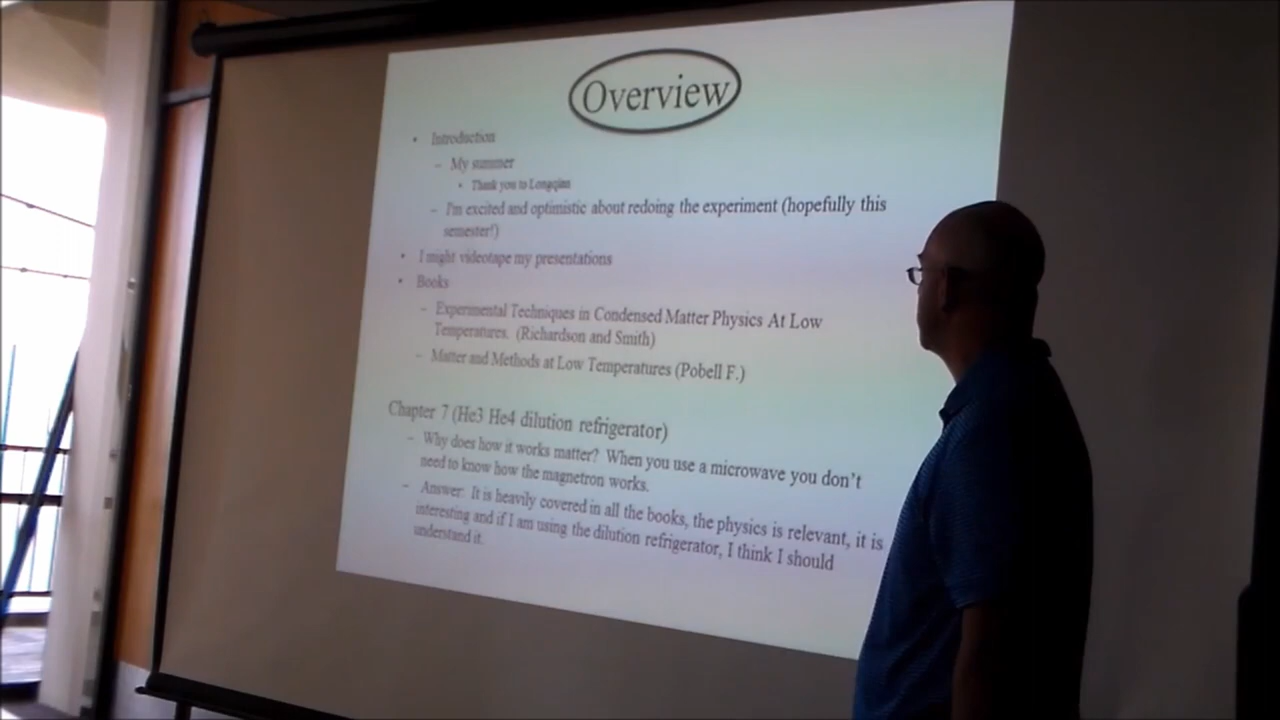 Overview
• Introduction
– My summer
• Thank you to Longqian
– I'm excited and optimistic about redoing the experiment (hopefully this
semester!)
• I might videotape my presentations
• Books
– Experimental Techniques in Condensed Matter Physics At Low
Temperatures. (Richardson and Smith)
– Matter and Methods at Low Temperatures (Pobell F.)
Chapter 7 (He3 He4 dilution refrigerator)
– Why does how it works matter? When you use a microwave you don't
need to know how the magnetron works.
– Answer: It is heavily covered in all the books, the physics is relevant, it is
interesting and if I am using the dilution refrigerator, I think I should
understand it.